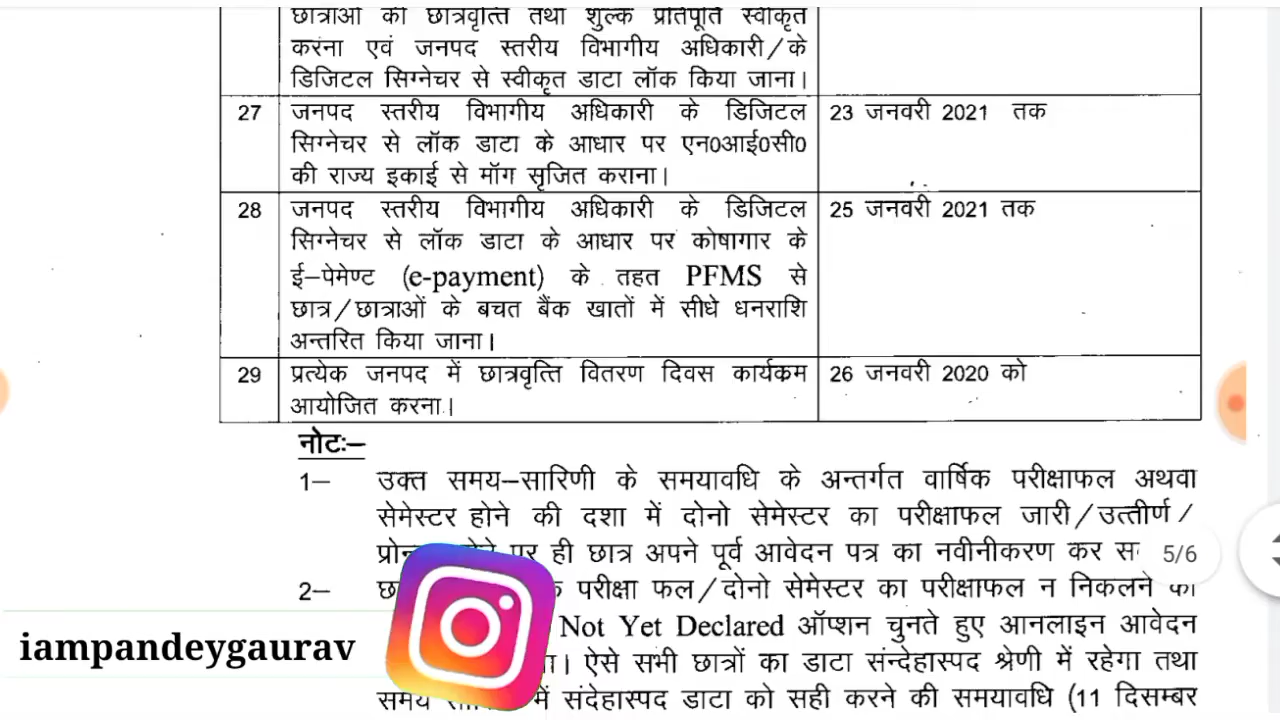 छात्राओं की छात्रवृत्ति तथा शुल्क प्रतिपूर्ति स्वीकृत
करना एवं जनपद स्तरीय विभागीय अधिकारी/के
डिजिटल सिग्नेचर से स्वीकृत डाटा लॉक किया जाना।
27 जनपद स्तरीय विभागीय अधिकारी के डिजिटल 23 जनवरी 2021 तक
सिग्नेचर से लॉक डाटा के आधार पर एन0आई0सी0
की राज्य इकाई से मॉग सृजित कराना।
28 जनपद स्तरीय विभागीय अधिकारी के डिजिटल 25 जनवरी 2021 तक
सिग्नेचर से लॉक डाटा के आधार पर कोषागार के
ई–पेमेण्ट (e-payment) के तहत PFMS से
छात्र/छात्राओं के बचत बैंक खातों में सीधे धनराशि
अन्तरित किया जाना।
29 प्रत्येक जनपद में छात्रवृत्ति वितरण दिवस कार्यकम 26 जनवरी 2020 को
आयोजित करना।
नोटः–
1– उक्त समय–सारिणी के समयावधि के अन्तर्गत वार्षिक परीक्षाफल अथवा
सेमेस्टर होने की दशा में दोनो सेमेस्टर का परीक्षाफल जारी/उत्तीर्ण/
पर ही छात्र अपने पूर्व आवेदन पत्र का नवीनीकरण कर
5/6
2– परीक्षा फल/दोनो सेमेस्टर का परीक्षाफल न निकलने
Not Yet Declared ऑप्शन चुनते हुए आनलाइन आवेदन
iampandeygaurav
ऐसे सभी छात्रों का डाटा संन्देहास्पद श्रेणी में रहेगा तथा
में संदेहास्पद डाटा को सही करने की समयावधि (11 दिसम्बर